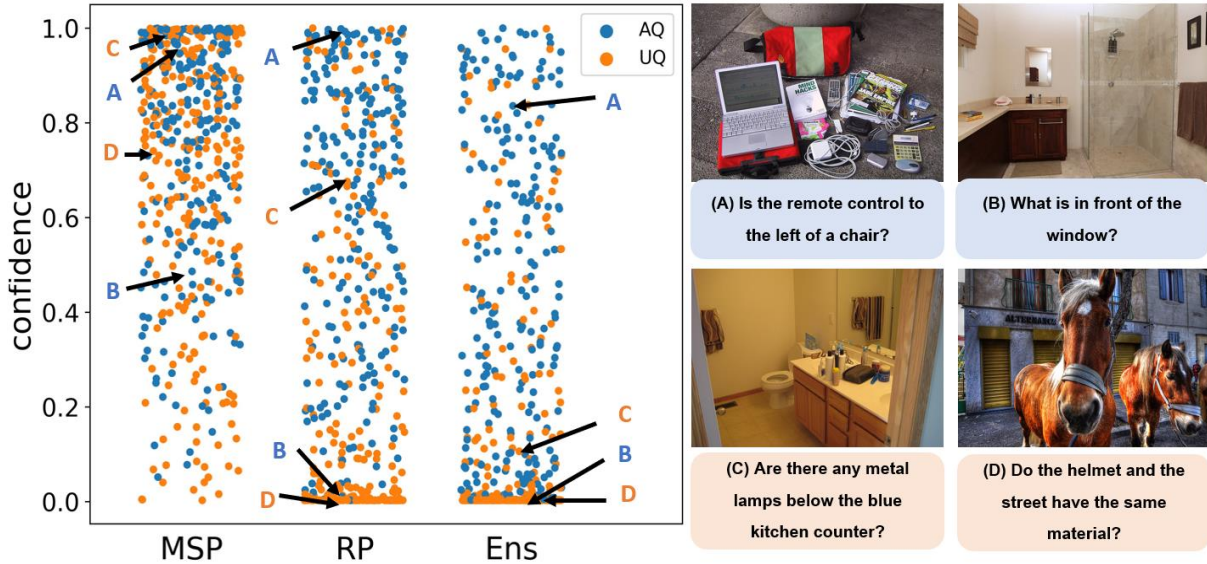 1.0
0.8
0.6
0.4
0.2
0.0
confidence
MSP
RP
Ens
AQ
UQ
C
A
D
B
A
C
B
D
A
C
B
D
(A) Is the remote control to
the left of a chair?
(B) What is in front of the
window?
(C) Are there any metal
lamps below the blue
kitchen counter?
(D) Do the helmet and the
street have the same
material?